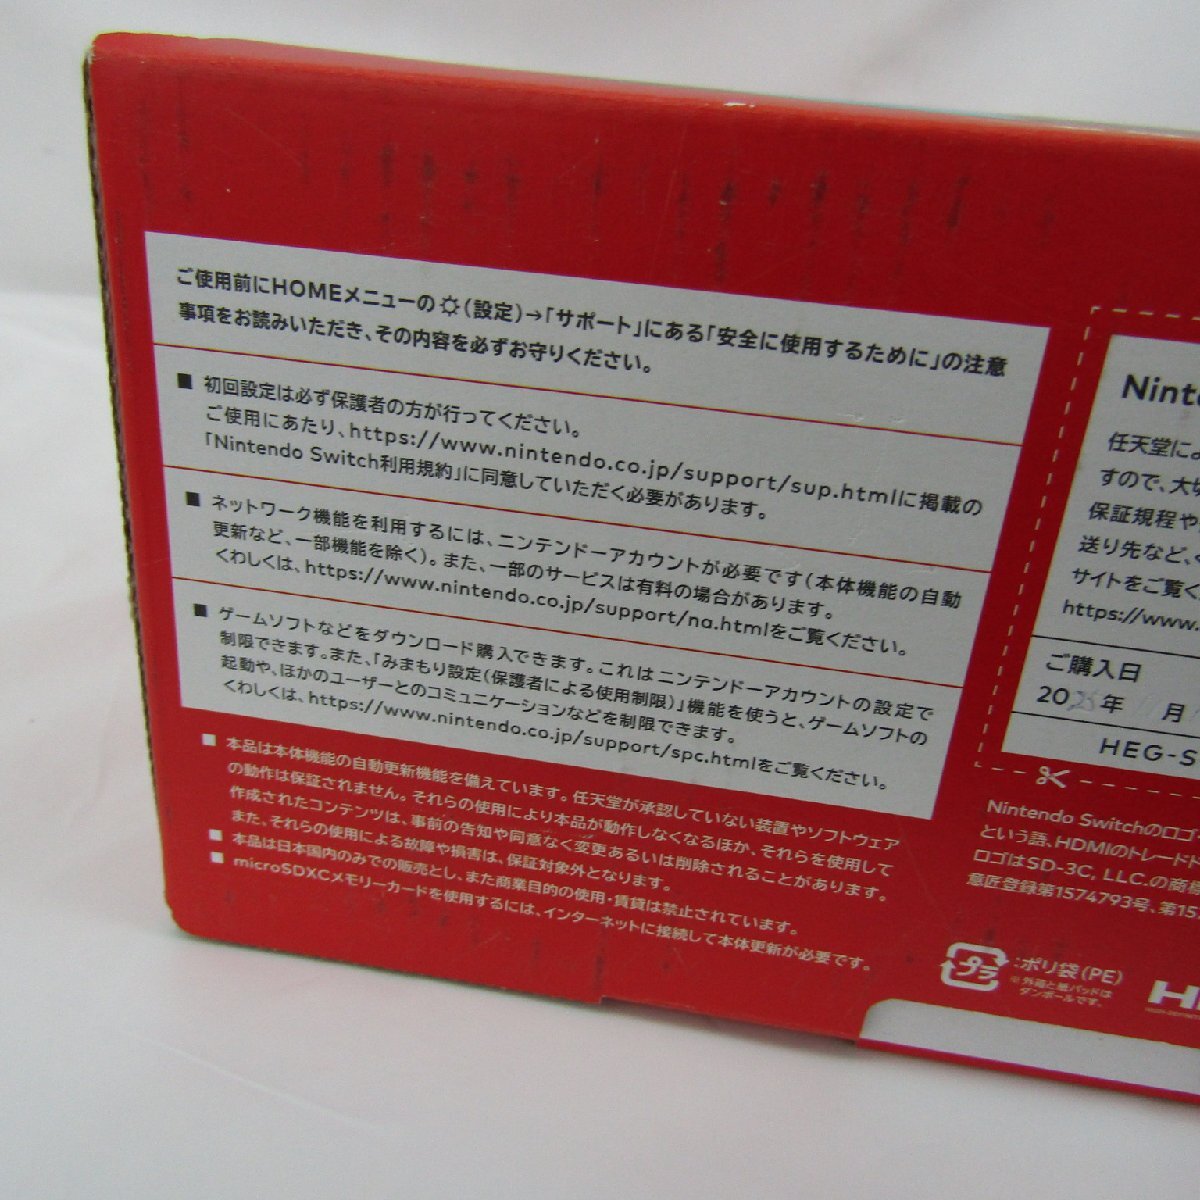 ご使用前にHOMEメニューの(設定)→「サポート」にある「安全に使用するために」の注意
事項をお読みいただき、その内容を必ずお守りください。
■ 初回設定は必ず保護者の方が行ってください。
ご使用にあたり、https://www.nintendo.co.jp/support/sup.htmlに掲載の
「Nintendo Switch利用規約」に同意していただく必要があります。
■ ネットワーク機能を利用するには、ニンテンドーアカウントが必要です(本体機能の自動
更新など、一部機能を除く)。また、一部のサービスは有料の場合があります。
くわしくは、https://www.nintendo.co.jp/support/na.htmlをご覧ください。
■ ゲームソフトなどをダウンロード購入できます。これはニンテンドーアカウントの設定で
制限できます。また、「みまもり設定(保護者による使用制限)」機能を使うと、ゲームソフトの
起動や、ほかのユーザーとのコミュニケーションなどを制限できます。
くわしくは、https://www.nintendo.co.jp/support/spc.htmlをご覧ください。
■ 本品は本体機能の自動更新機能を備えています。任天堂が承認していない装置やソフトウェア
の動作は保証されません。それらの使用により本品が動作しなくなるほか、それらを使用して
作成されたコンテンツは、事前の告知や同意なく変更あるいは削除されることがあります。
また、それらの使用による故障や損害は、保証対象外となります。
■ 本品は日本国内のみでの販売とし、また商業目的の使用・賃貸は禁止されています。
■ microSDXCメモリーカードを使用するには、インターネットに接続して本体更新が必要です。
任天堂によ
すので、大切
保証規程や
送り先など、
サイトをご覧く
https://www.
ご購入日
20 年 月
HEG-S
Nintendo Switchのロゴ
という語、HDMIのトレードド
ロゴはSD-3C, LLC.の商標
意匠登録第1574793号、第15
プラ
:ポリ袋(PE)
※外箱と紙パッドは
ダンボールです。